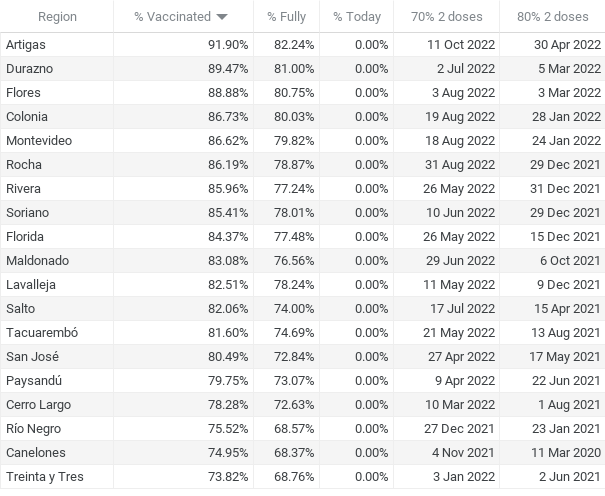 Region % Vaccinated % Fully % Today 70% 2 doses 80% 2 doses
Artigas 91.90% 82.24% 0.00% 11 Oct 2022 30 Apr 2022
Durazno 89.47% 81.00% 0.00% 2 Jul 2022 5 Mar 2022
Flores 88.88% 80.75% 0.00% 3 Aug 2022 3 Mar 2022
Colonia 86.73% 80.03% 0.00% 19 Aug 2022 28 Jan 2022
Montevideo 86.62% 79.82% 0.00% 18 Aug 2022 24 Jan 2022
Rocha 86.19% 78.87% 0.00% 31 Aug 2022 29 Dec 2021
Rivera 85.96% 77.24% 0.00% 26 May 2022 31 Dec 2021
Soriano 85.41% 78.01% 0.00% 10 Jun 2022 29 Dec 2021
Florida 84.37% 77.48% 0.00% 26 May 2022 15 Dec 2021
Maldonado 83.08% 76.56% 0.00% 29 Jun 2022 6 Oct 2021
Lavalleja 82.51% 78.24% 0.00% 11 May 2022 9 Dec 2021
Salto 82.06% 74.00% 0.00% 17 Jul 2022 15 Apr 2021
Tacuarembó 81.60% 74.69% 0.00% 21 May 2022 13 Aug 2021
San José 80.49% 72.84% 0.00% 27 Apr 2022 17 May 2021
Paysandú 79.75% 73.07% 0.00% 9 Apr 2022 22 Jun 2021
Cerro Largo 78.28% 72.63% 0.00% 10 Mar 2022 1 Aug 2021
Río Negro 75.52% 68.57% 0.00% 27 Dec 2021 23 Jan 2021
Canelones 74.95% 68.37% 0.00% 4 Nov 2021 11 Mar 2020
Treinta y Tres 73.82% 68.76% 0.00% 3 Jan 2022 2 Jun 2021